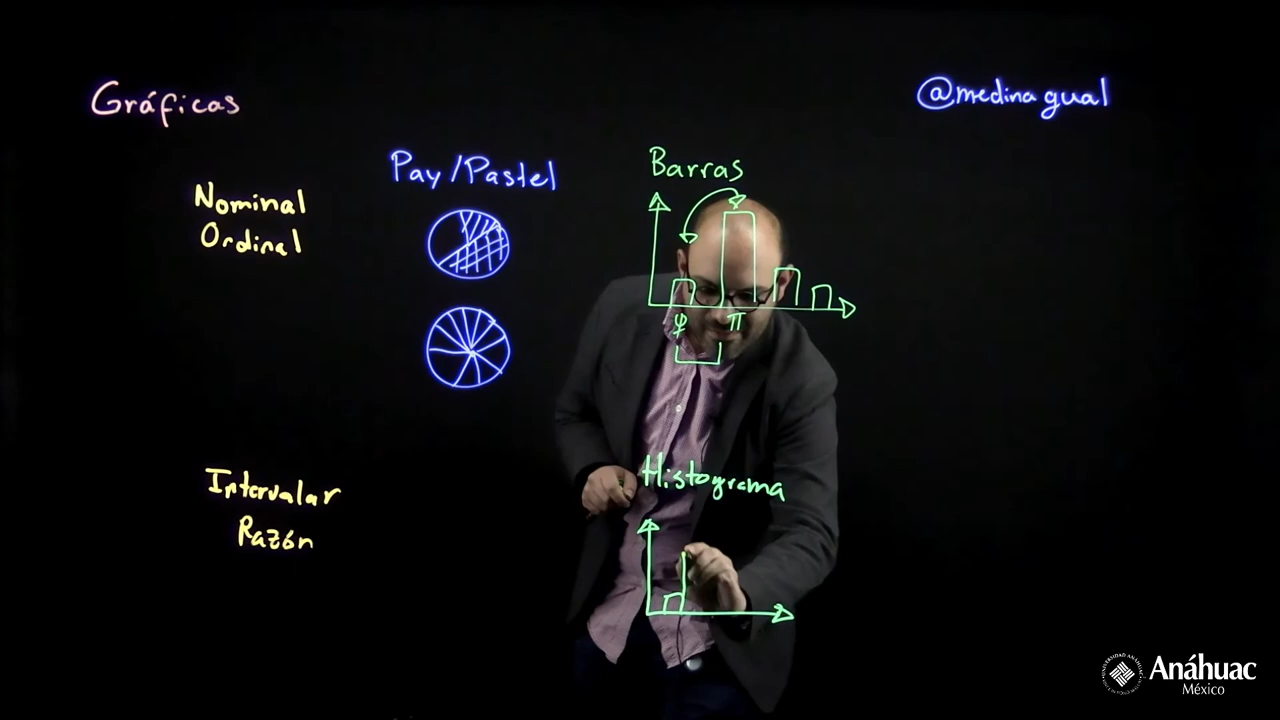 Gráficas
@medinagual
Nominal
Ordinal
Pay/Pastel
Barras
φ π
Intervalar
Razón
Histograma
Anáhuac
México